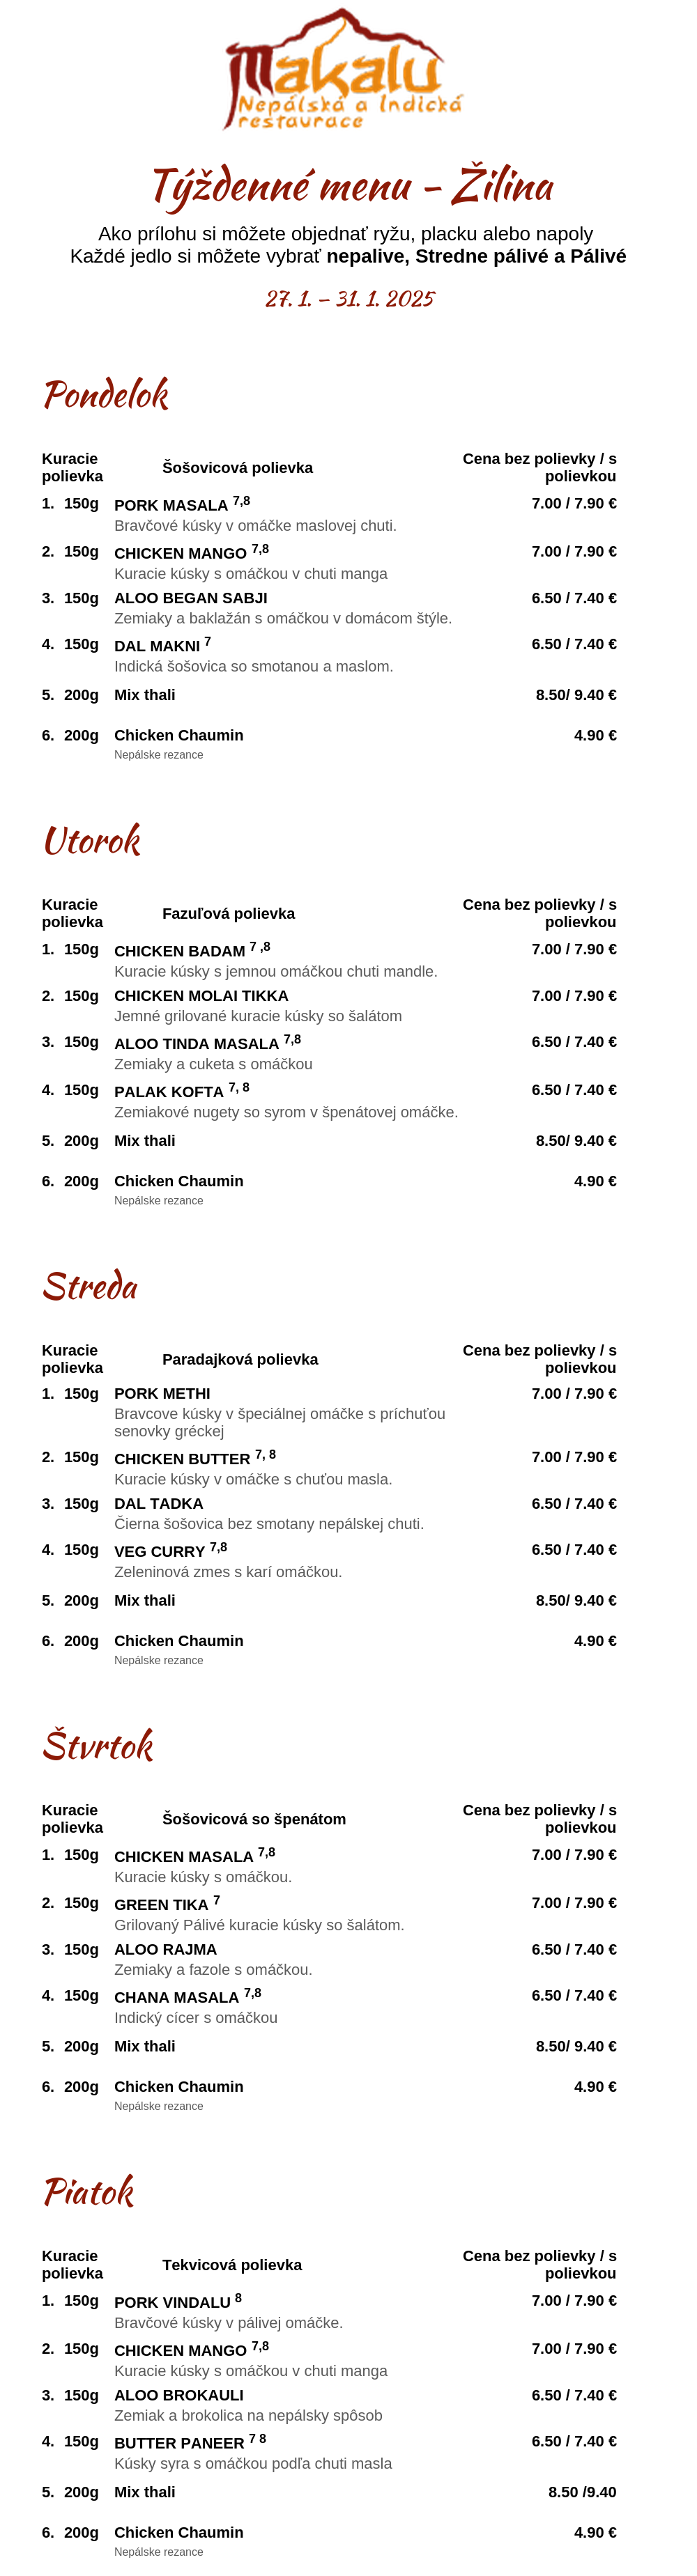 Makalu
Nepálská a Indická
restaurace
Týždenné menu - Žilina
Ako prílohu si môžete objednať ryžu, placku alebo napoly
Každé jedlo si môžete vybrať nepalive, Stredne pálivé a Pálivé
27. 1. – 31. 1. 2025
Pondelok
Kuracie polievka Šošovicová polievka Cena bez polievky / s polievkou
1. 150g PORK MASALA 7,8 7.00 / 7.90 €
Bravčové kúsky v omáčke maslovej chuti.
2. 150g CHICKEN MANGO 7,8 7.00 / 7.90 €
Kuracie kúsky s omáčkou v chuti manga
3. 150g ALOO BEGAN SABJI 6.50 / 7.40 €
Zemiaky a baklažán s omáčkou v domácom štýle.
4. 150g DAL MAKNI 7 6.50 / 7.40 €
Indická šošovica so smotanou a maslom.
5. 200g Mix thali 8.50/ 9.40 €
6. 200g Chicken Chaumin 4.90 €
Nepálske rezance
Utorok
Kuracie polievka Fazuľová polievka Cena bez polievky / s polievkou
1. 150g CHICKEN BADAM 7 ,8 7.00 / 7.90 €
Kuracie kúsky s jemnou omáčkou chuti mandle.
2. 150g CHICKEN MOLAI TIKKA 7.00 / 7.90 €
Jemné grilované kuracie kúsky so šalátom
3. 150g ALOO TINDA MASALA 7,8 6.50 / 7.40 €
Zemiaky a cuketa s omáčkou
4. 150g PALAK KOFTA 7, 8 6.50 / 7.40 €
Zemiakové nugety so syrom v špenátovej omáčke.
5. 200g Mix thali 8.50/ 9.40 €
6. 200g Chicken Chaumin 4.90 €
Nepálske rezance
Streda
Kuracie polievka Paradajková polievka Cena bez polievky / s polievkou
1. 150g PORK METHI 7.00 / 7.90 €
Bravcove kúsky v špeciálnej omáčke s príchuťou
senovky gréckej
2. 150g CHICKEN BUTTER 7, 8 7.00 / 7.90 €
Kuracie kúsky v omáčke s chuťou masla.
3. 150g DAL TADKA 6.50 / 7.40 €
Čierna šošovica bez smotany nepálskej chuti.
4. 150g VEG CURRY 7,8 6.50 / 7.40 €
Zeleninová zmes s karí omáčkou.
5. 200g Mix thali 8.50/ 9.40 €
6. 200g Chicken Chaumin 4.90 €
Nepálske rezance
Štvrtok
Kuracie polievka Šošovicová so špenátom Cena bez polievky / s polievkou
1. 150g CHICKEN MASALA 7,8 7.00 / 7.90 €
Kuracie kúsky s omáčkou.
2. 150g GREEN TIKA 7 7.00 / 7.90 €
Grilovaný Pálivé kuracie kúsky so šalátom.
3. 150g ALOO RAJMA 6.50 / 7.40 €
Zemiaky a fazole s omáčkou.
4. 150g CHANA MASALA 7,8 6.50 / 7.40 €
Indický cícer s omáčkou
5. 200g Mix thali 8.50/ 9.40 €
6. 200g Chicken Chaumin 4.90 €
Nepálske rezance
Piatok
Kuracie polievka Tekvicová polievka Cena bez polievky / s polievkou
1. 150g PORK VINDALU 8 7.00 / 7.90 €
Bravčové kúsky v pálivej omáčke.
2. 150g CHICKEN MANGO 7,8 7.00 / 7.90 €
Kuracie kúsky s omáčkou v chuti manga
3. 150g ALOO BROKAULI 6.50 / 7.40 €
Zemiak a brokolica na nepálsky spôsob
4. 150g BUTTER PANEER 7 8 6.50 / 7.40 €
Kúsky syra s omáčkou podľa chuti masla
5. 200g Mix thali 8.50 /9.40
6. 200g Chicken Chaumin 4.90 €
Nepálske rezance